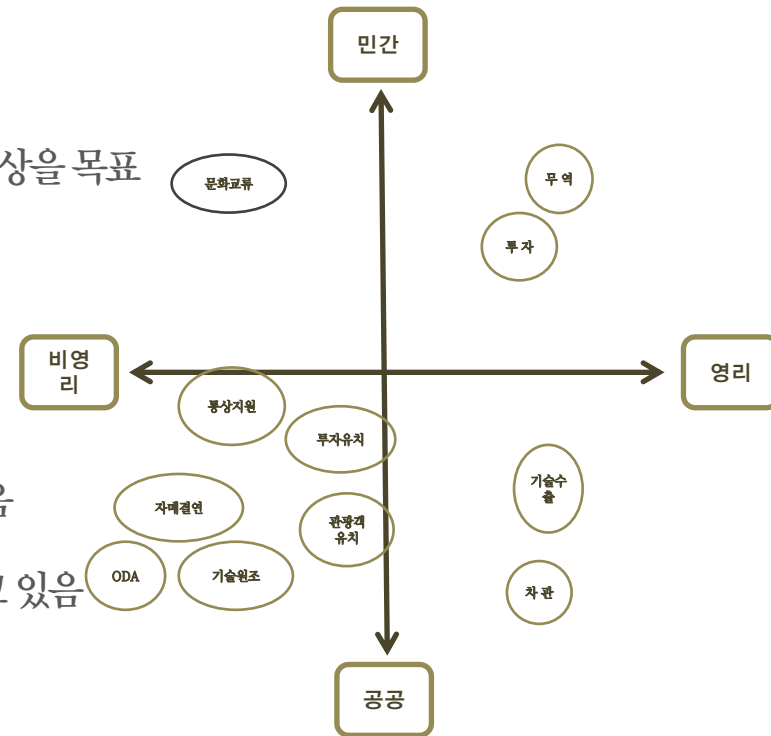 민간
상을 목표
문화교류
무 역
투 자
비영
리
영리
통상지원
투자유치
기술수
출
음
자매결연
관광객
유치
ODA
기술원조
있음
차 관
공공